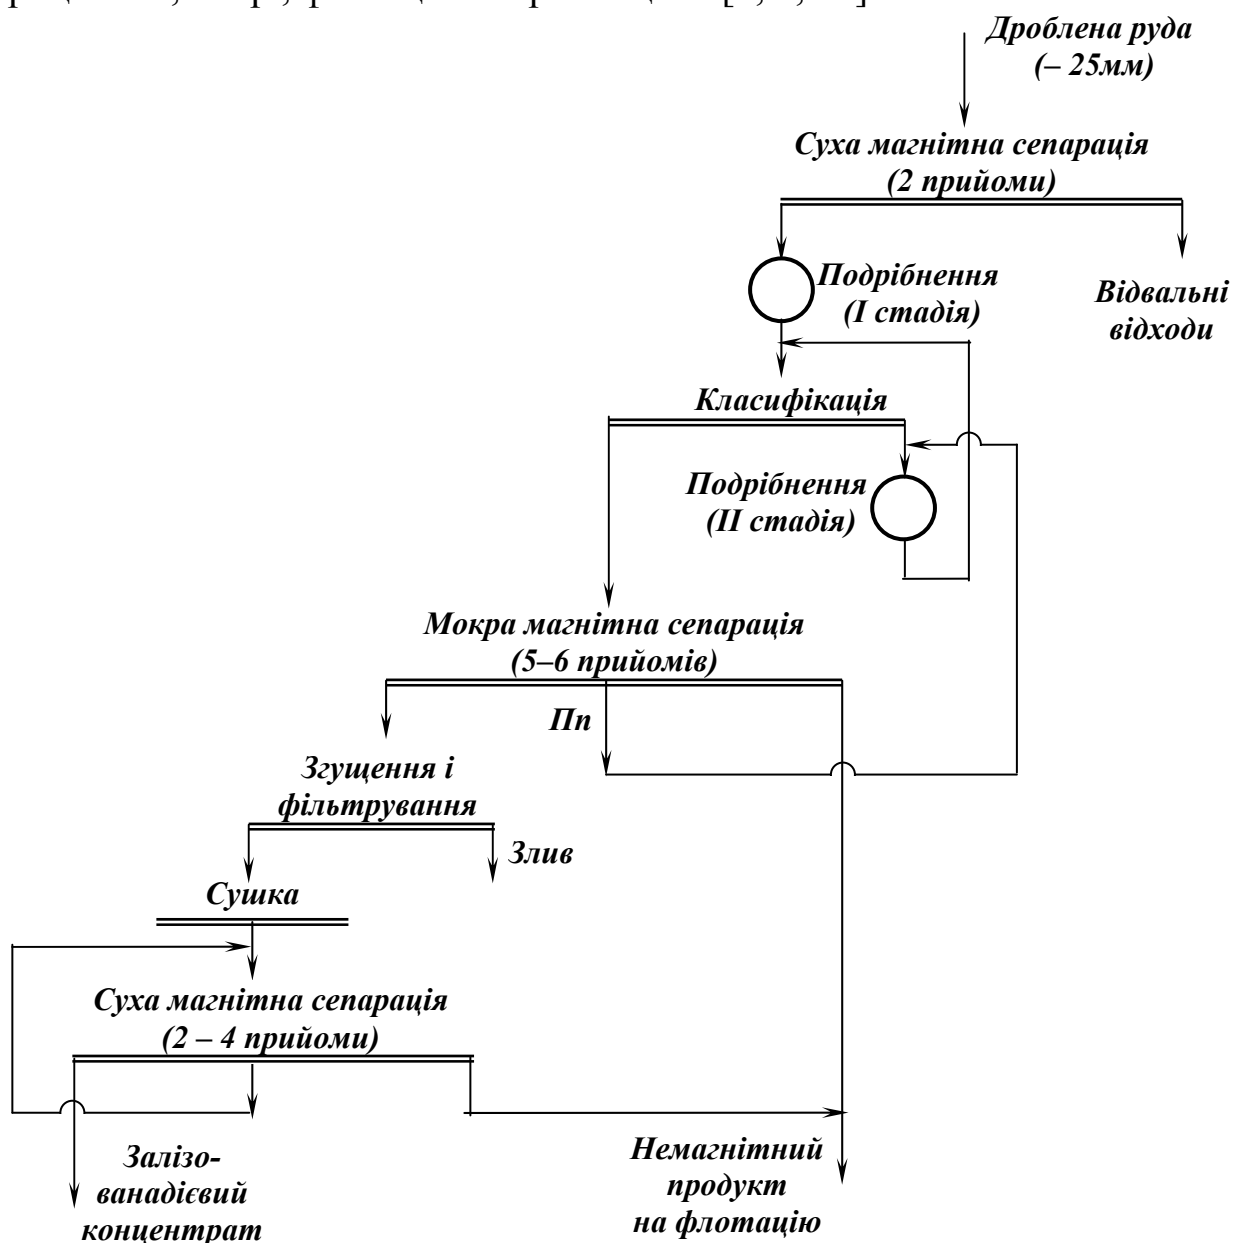 Дроблена руда
(– 25мм)
Суха магнітна сепарація
(2 прийоми)
Подрібнення
(І стадія)
Відвальні
відходи
Класифікація
Подрібнення
(ІІ стадія)
Мокра магнітна сепарація
(5–6 прийомів)
Пп
Згущення і
фільтрування
Злив
Сушка
Суха магнітна сепарація
(2 – 4 прийоми)
Залізо-
ванадієвий
концентрат
Немагнітний
продукт
на флотацію